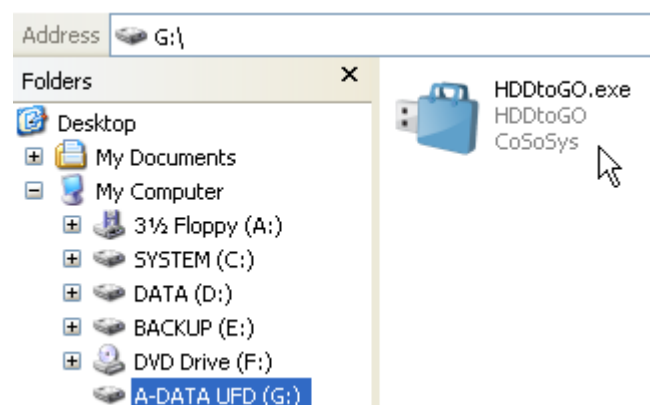 Address G:\
Folders
Desktop
My Documents
My Computer
3½ Floppy (A:)
SYSTEM (C:)
DATA (D:)
BACKUP (E:)
DVD Drive (F:)
A-DATA UFD (G:)
HDDtoGO.exe
HDDtoGO
CoSoSys